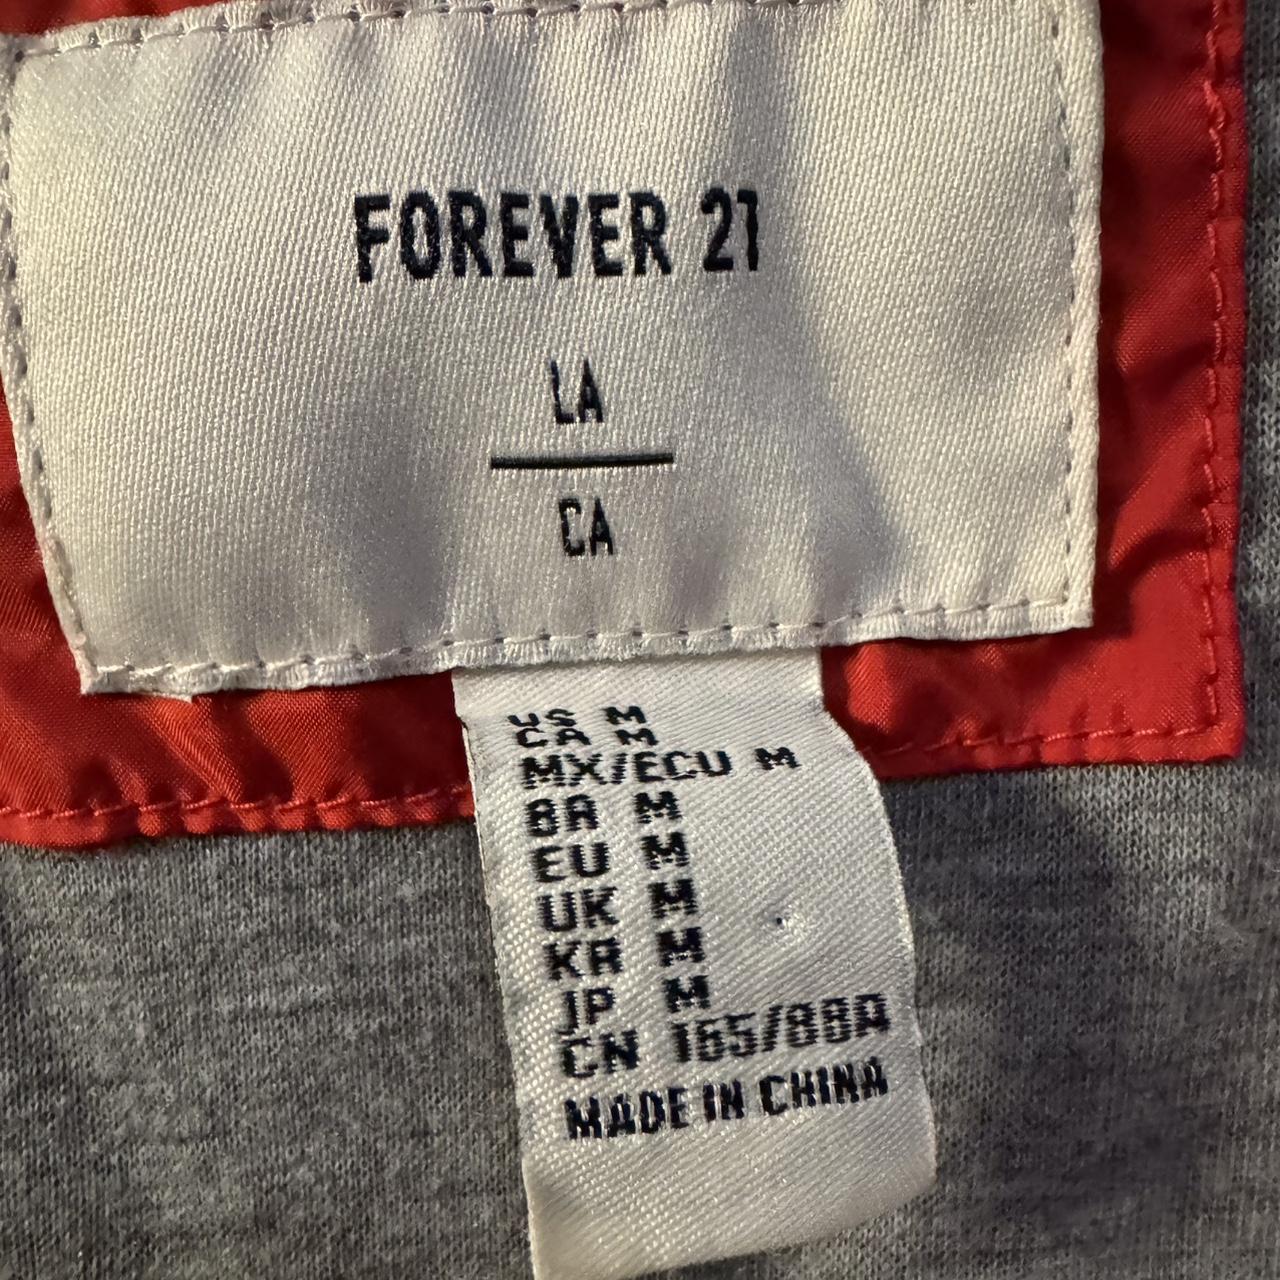 FOREVER 21
LA
CA
US M
CA M
MX/ECU M
BR M
EU M
UK M
KR M
JP M
CN 165/88A
MADE IN CHINA